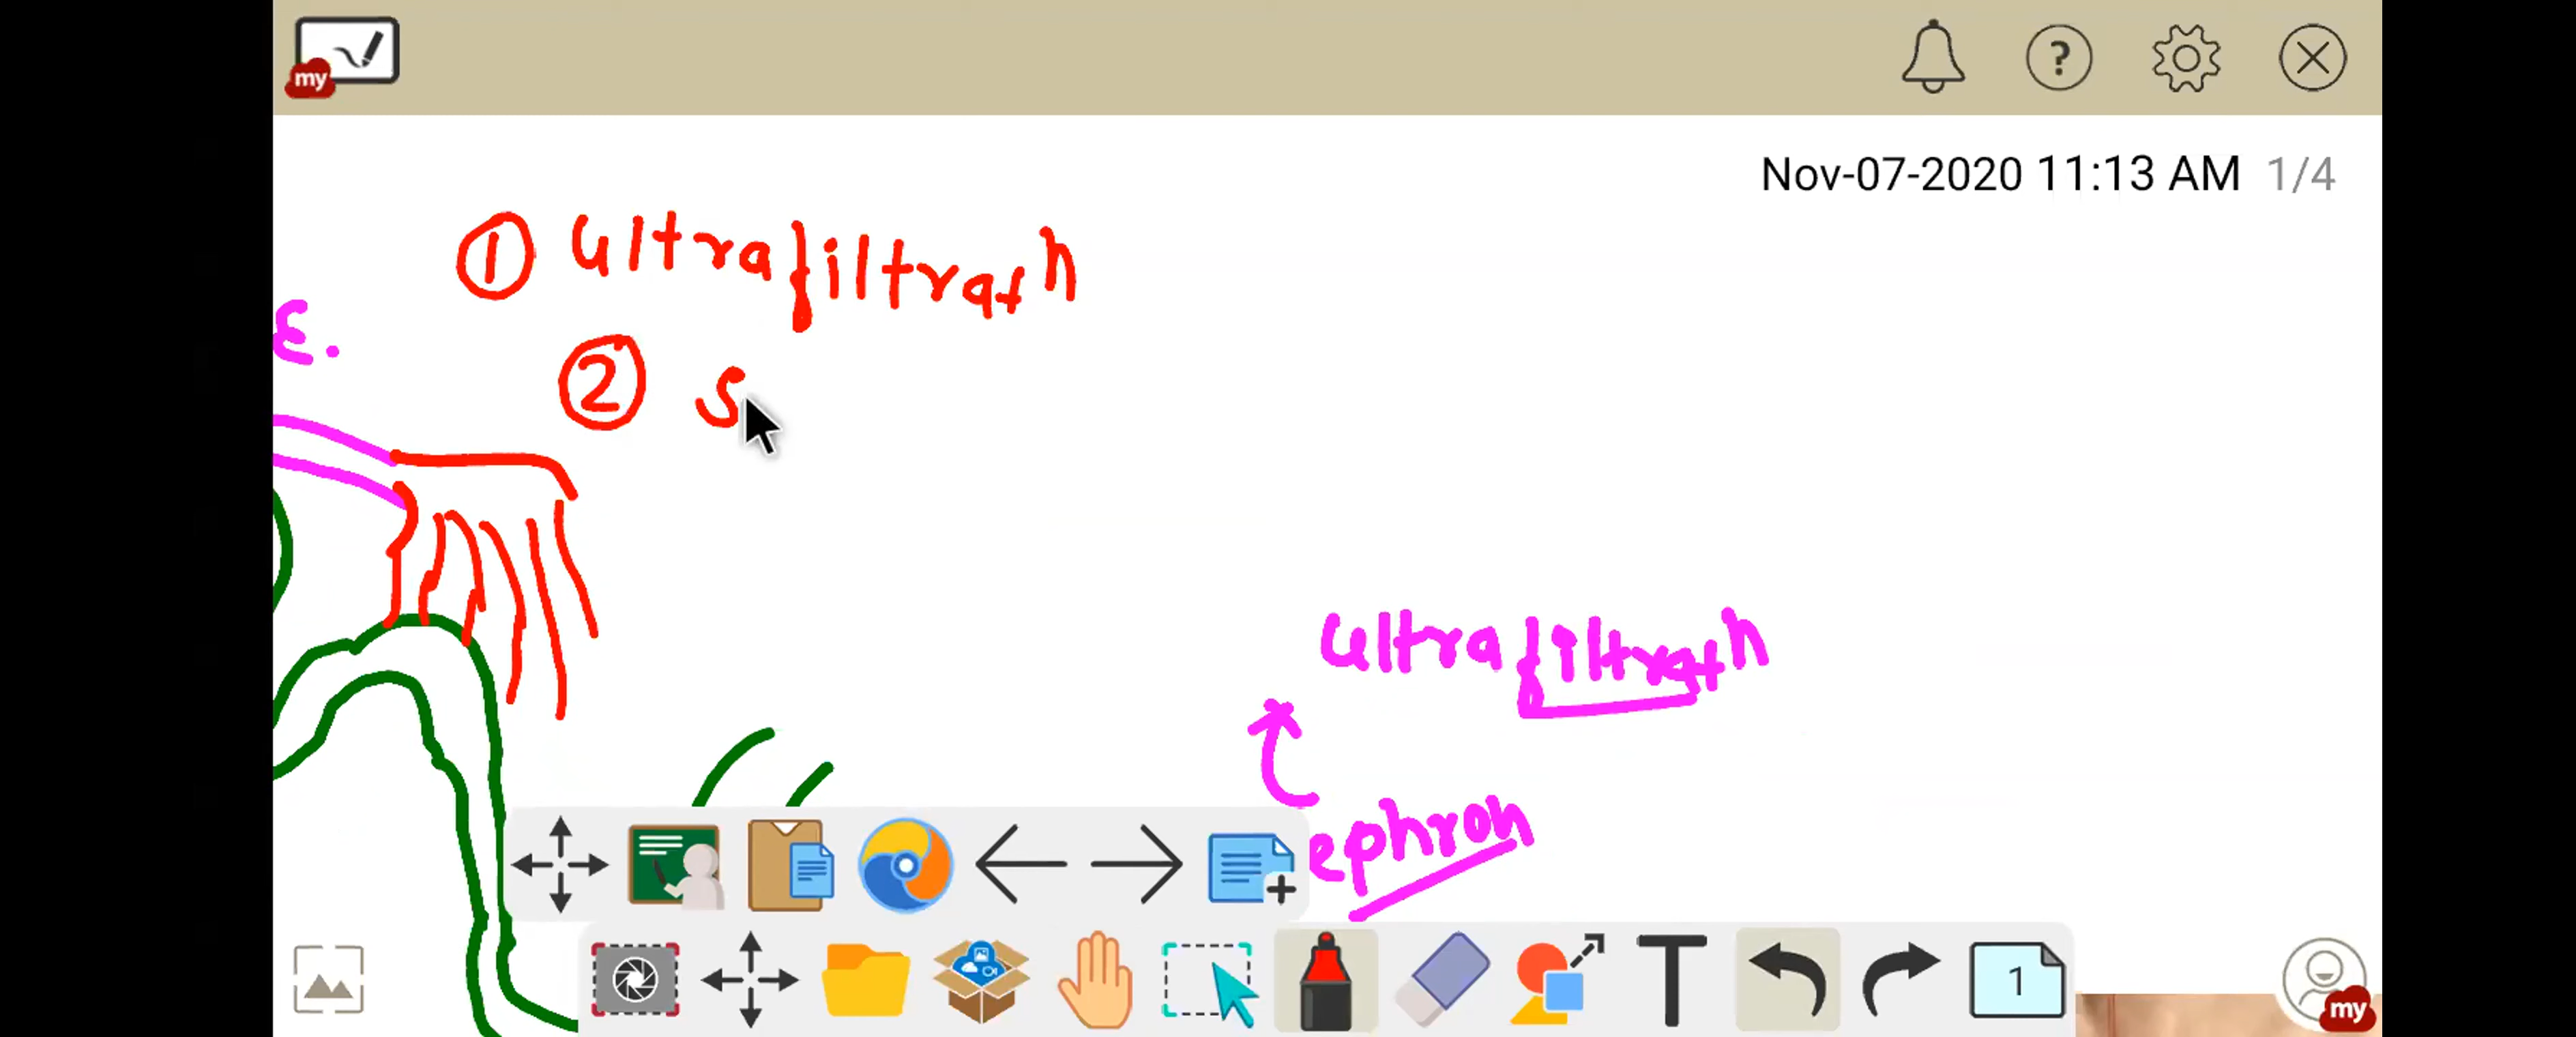 my
?
Nov-07-2020 11:13 AM 1/4
① Ultrafiltrath
ε.
② S
Ultrafiltrath
ephron
T
1
my